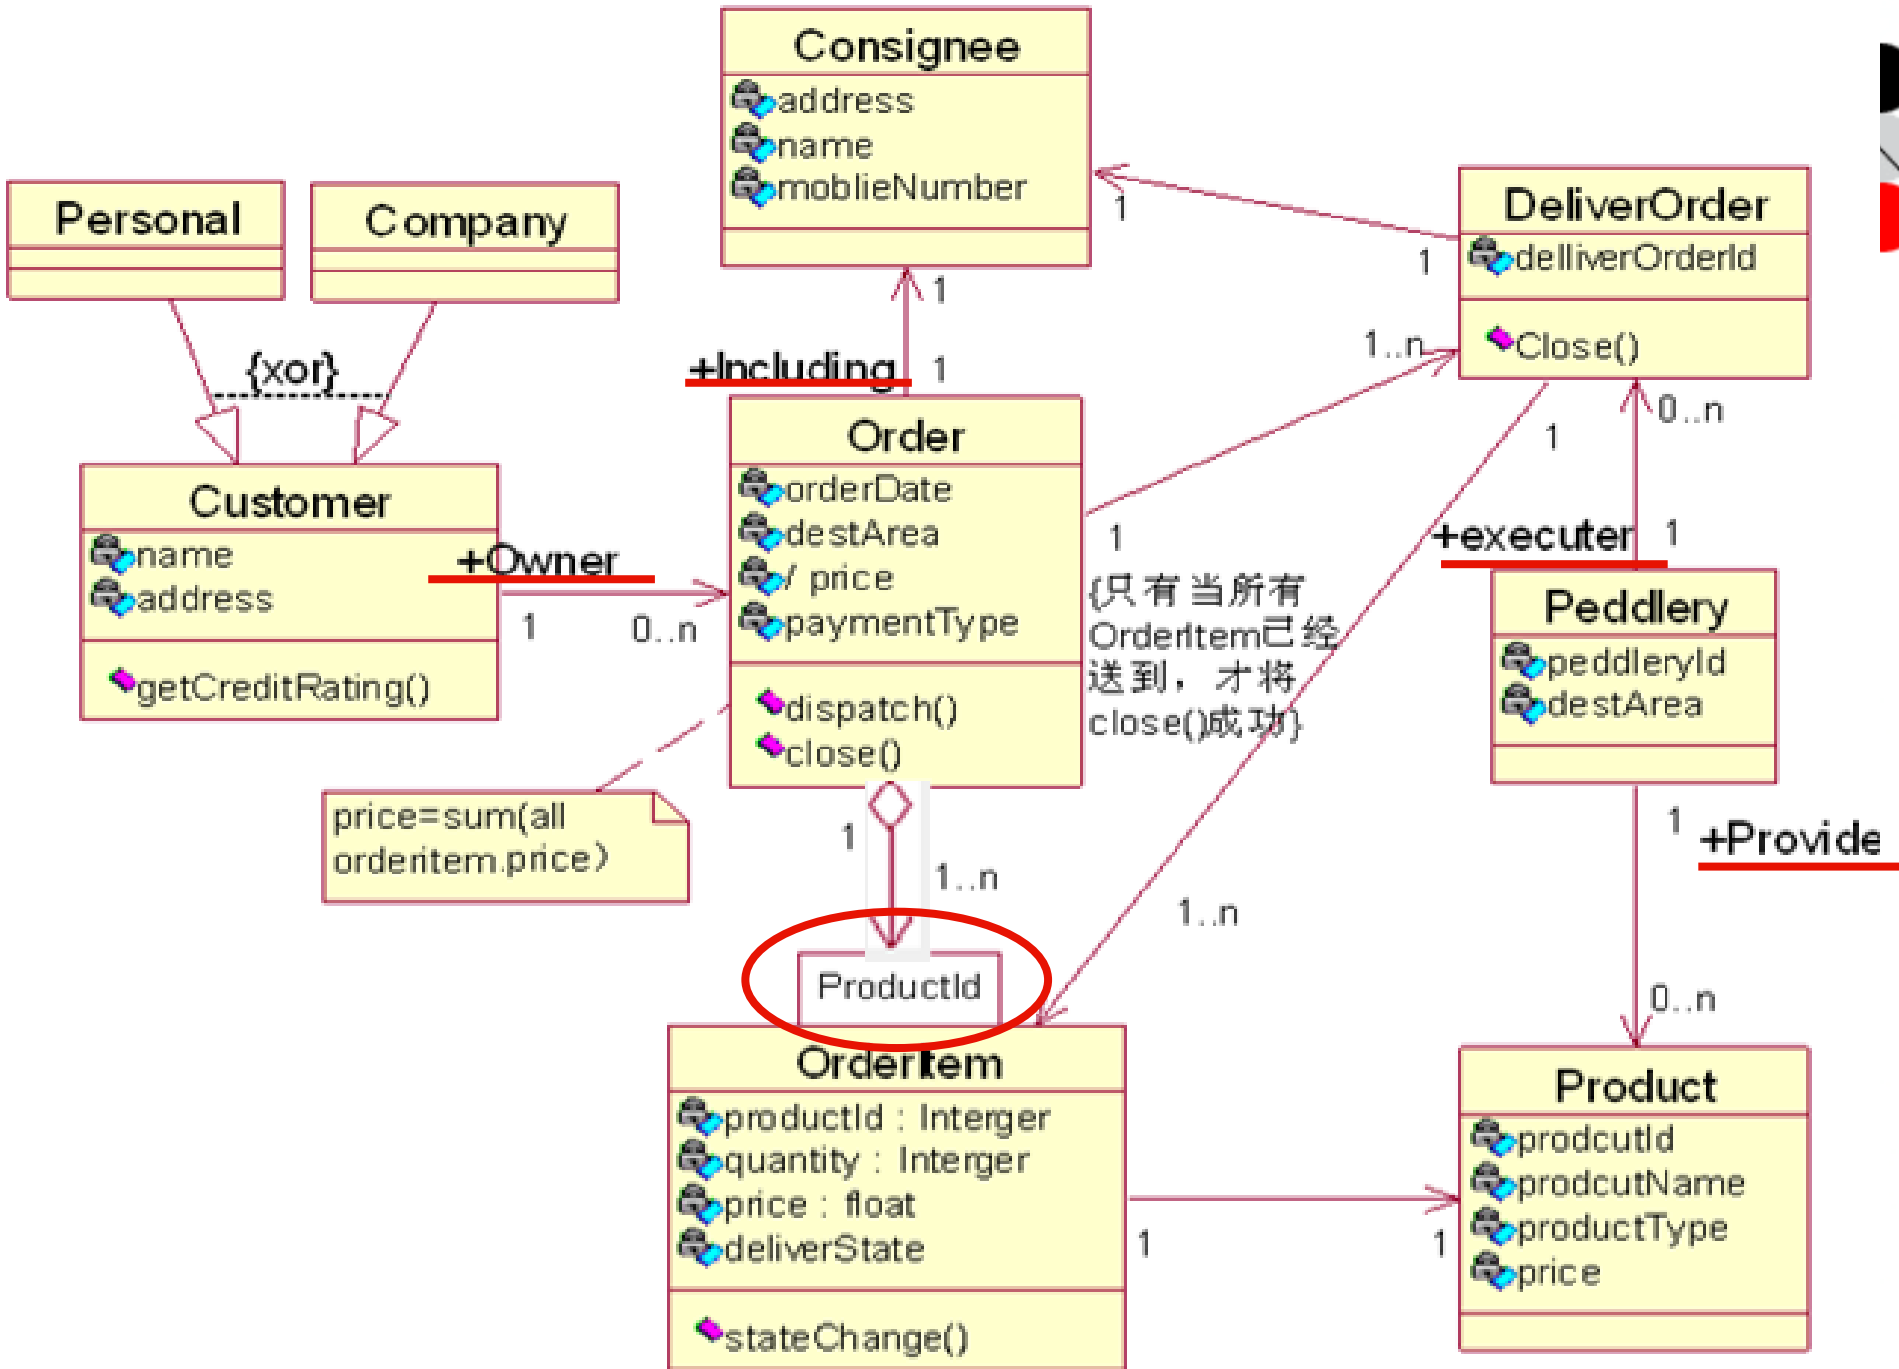 Consignee
address
name
moblieNumber
Personal
Company
{xor}
DeliverOrder
delliverOrderId
Close()
1
1
1
1
+Including
1..n
0..n
1
1
+executer
Customer
name
address
getCreditRating()
+Owner
1
0..n
Order
orderDate
destArea
/ price
paymentType
dispatch()
close()
1
{只有当所有
OrderItem已经
送到，才将
close()成功}
Peddlery
peddleryId
destArea
price=sum(all
orderitem.price)
1
1..n
1..n
1
+Provide
0..n
ProductId
OrderItem
productId : Interger
quantity : Interger
price : float
deliverState
stateChange()
1
1
Product
prodcutId
prodcutName
productType
price